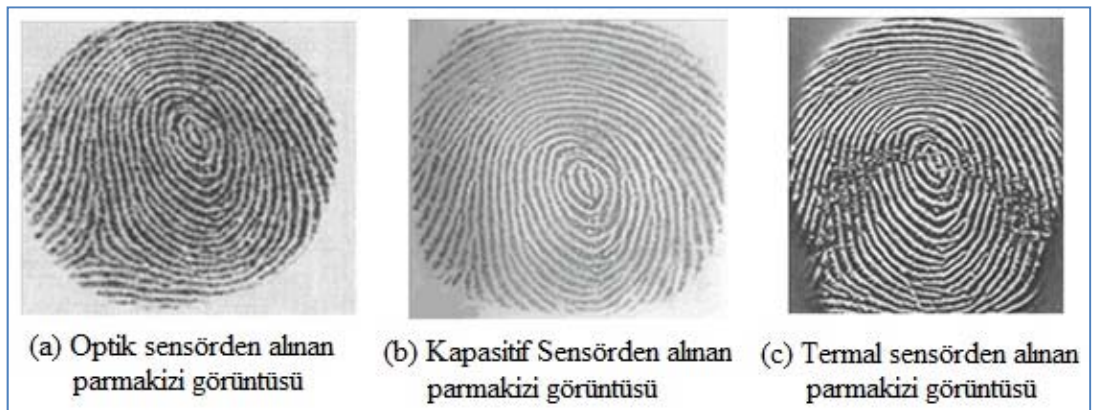 (a) Optik sensörden alınan
parmakizi görüntüsü
(b) Kapasitif Sensörden alınan
parmakizi görüntüsü
(c) Termal sensörden alınan
parmakizi görüntüsü